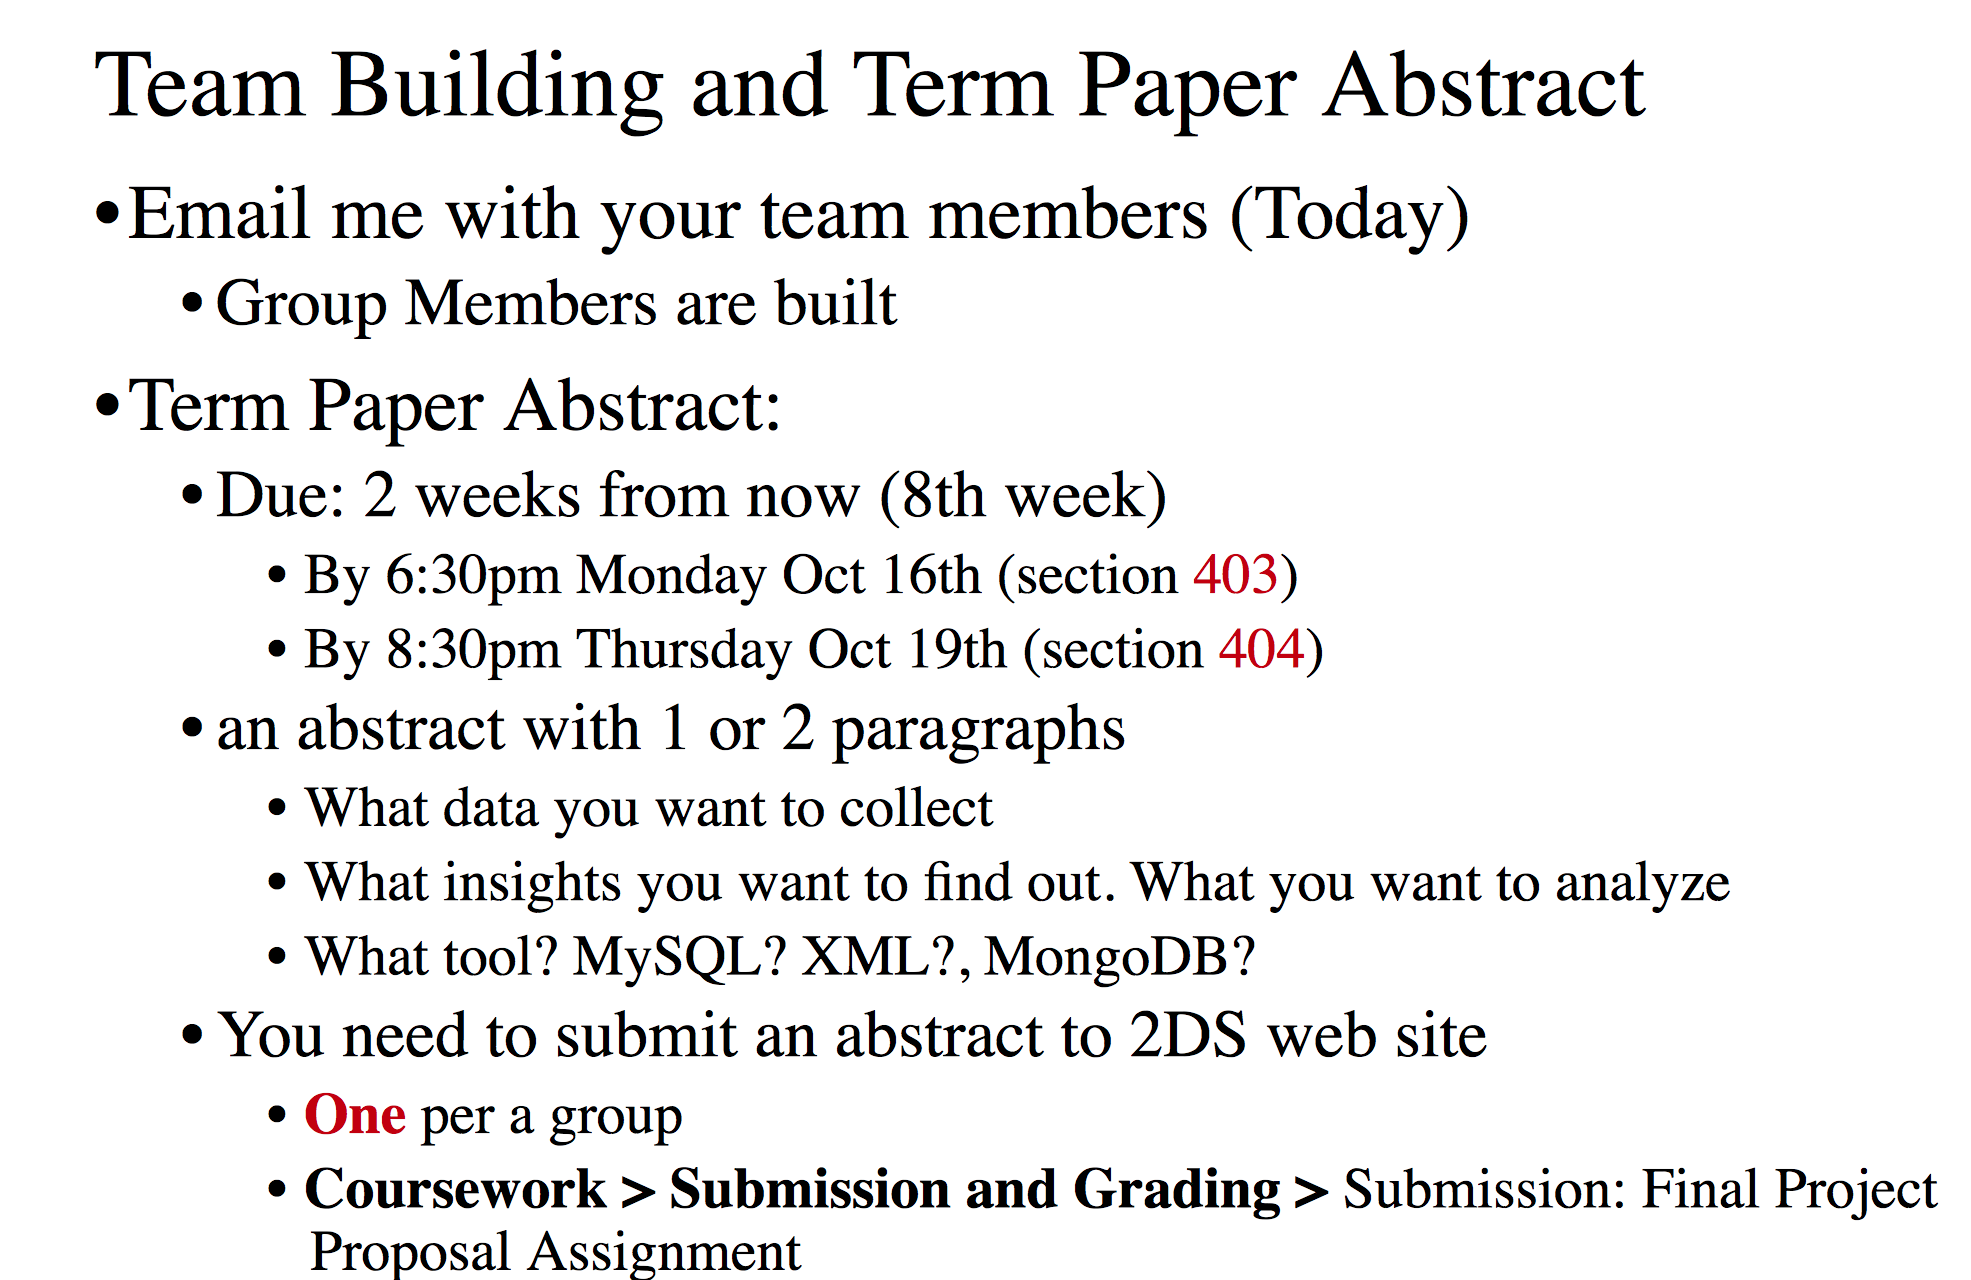 Team Building and Term Paper Abstract
•Email me with your team members (Today)
• Group Members are built
•Term Paper Abstract:
• Due: 2 weeks from now (8th week)
• By 6:30pm Monday Oct 16th (section 403)
• By 8:30pm Thursday Oct 19th (section 404)
• an abstract with 1 or 2 paragraphs
• What data you want to collect
• What insights you want to find out. What you want to analyze
• What tool? MySQL? XML?, MongoDB?
• You need to submit an abstract to 2DS web site
• One per a group
• Coursework > Submission and Grading > Submission: Final Project
Proposal Assignment